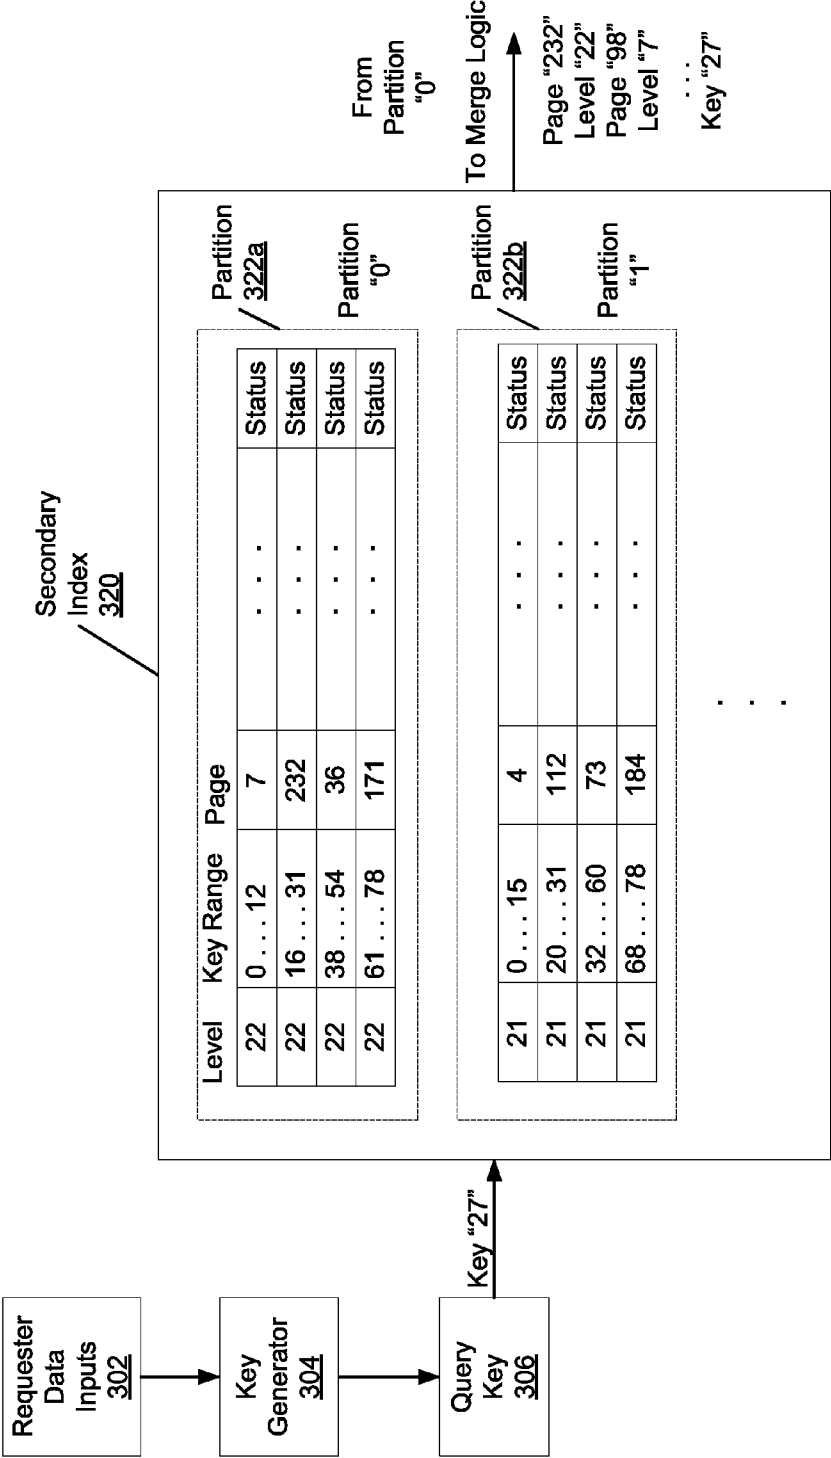 Secondary
Index
320
Requester
Data
Inputs
302
Key
Generator
304
Query
Key
306
Key “27”
Level Key Range Page
22 0 . . . 12 7 . . . Status
22 16 . . . 31 232 . . . Status
22 38 . . . 54 36 . . . Status
22 61 . . . 78 171 . . . Status
Partition
322a
Partition
“0”
21 0 . . . 15 4 . . . Status
21 20 . . . 31 112 . . . Status
21 32 . . . 60 73 . . . Status
21 68 . . . 78 184 . . . Status
Partition
322b
Partition
“1”
. . .
From
Partition
“0”
To Merge Logic
Page “232”
Level “22”
Page “98”
Level “7”
. . .
Key “27”